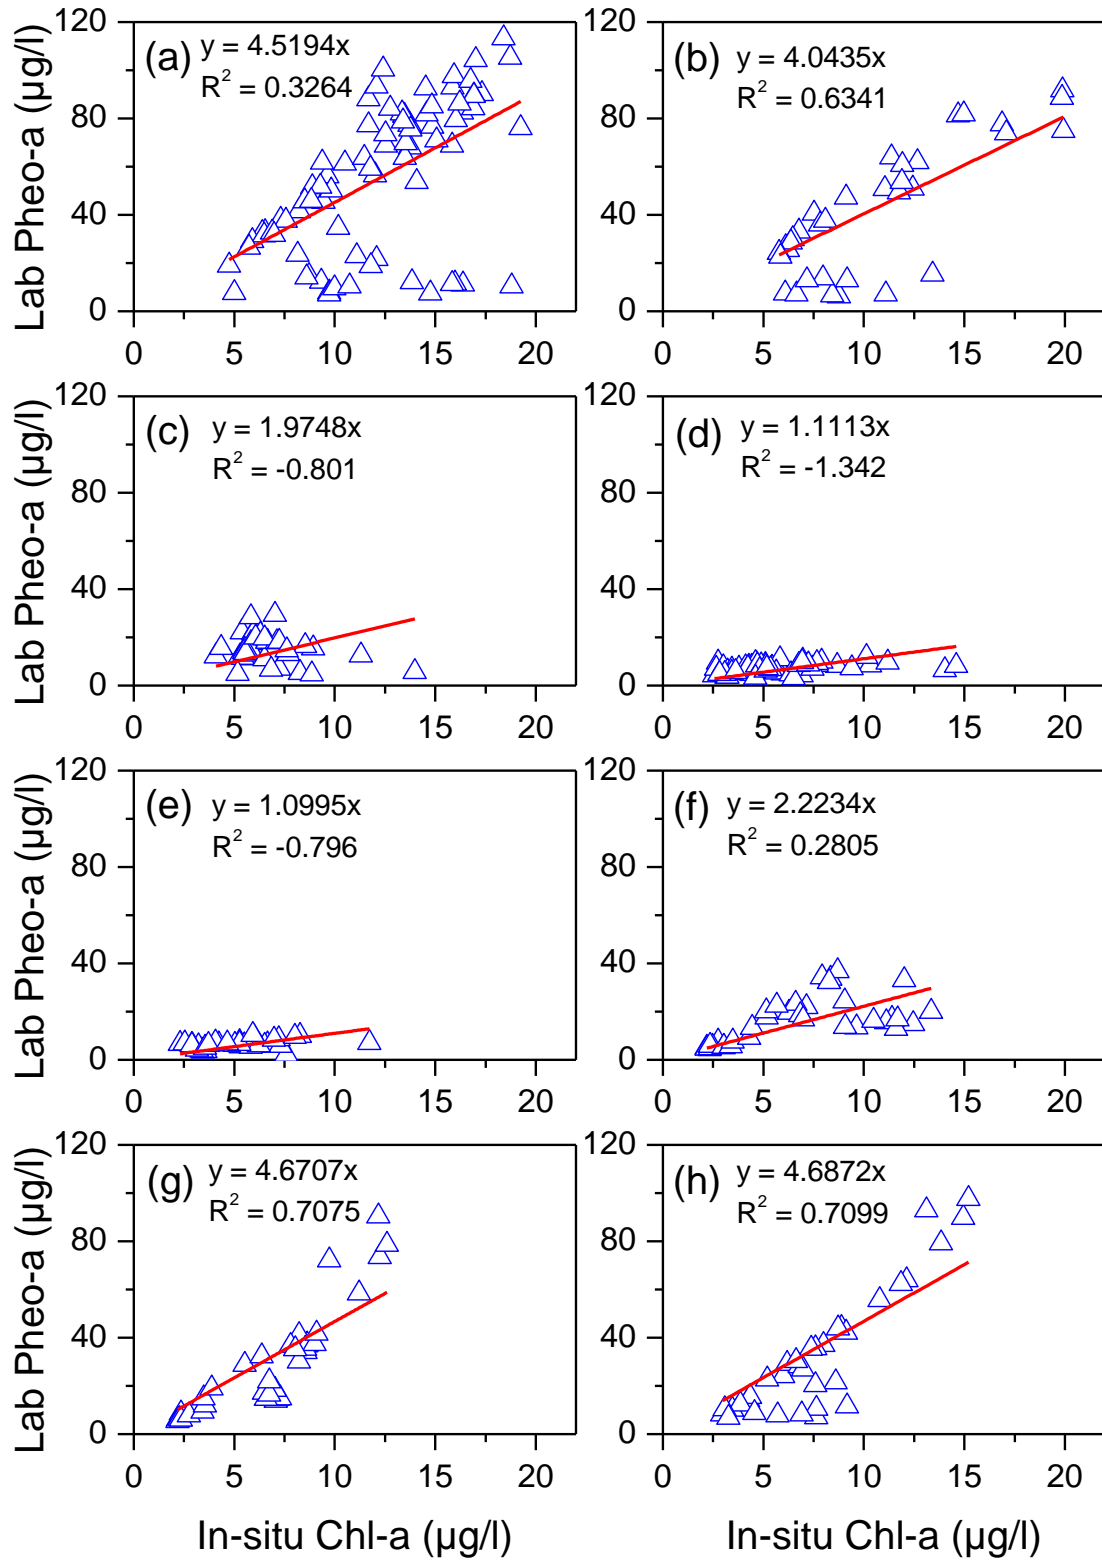 120
80
40
0
0 5 10 15 20
Lab Pheo-a (µg/l)
(a) y = 4.5194x
R² = 0.3264
120
80
40
0
0 5 10 15 20
(b) y = 4.0435x
R² = 0.6341
120
80
40
0
0 5 10 15 20
Lab Pheo-a (µg/l)
(c) y = 1.9748x
R² = -0.801
120
80
40
0
0 5 10 15 20
(d) y = 1.1113x
R² = -1.342
120
80
40
0
0 5 10 15 20
Lab Pheo-a (µg/l)
(e) y = 1.0995x
R² = -0.796
120
80
40
0
0 5 10 15 20
(f) y = 2.2234x
R² = 0.2805
120
80
40
0
0 5 10 15 20
Lab Pheo-a (µg/l)
(g) y = 4.6707x
R² = 0.7075
In-situ Chl-a (µg/l)
120
80
40
0
0 5 10 15 20
(h) y = 4.6872x
R² = 0.7099
In-situ Chl-a (µg/l)